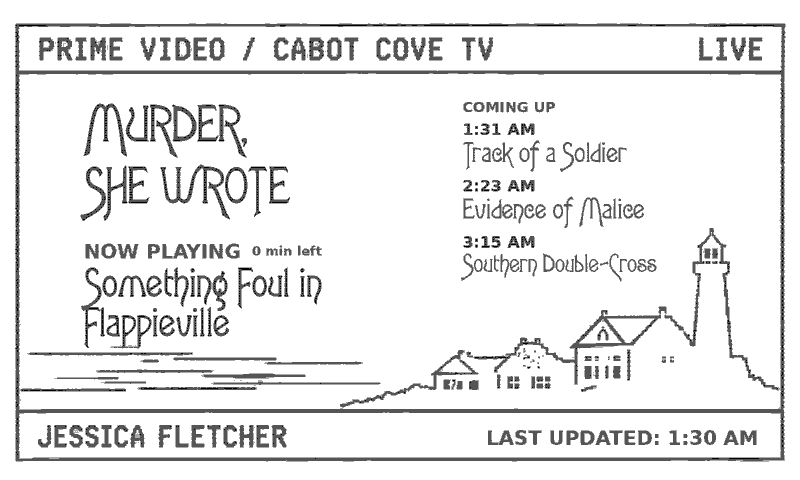 PRIME VIDEO / CABOT COVE TV
LIVE
MURDER,
SHE WROTE
NOW PLAYING 0 min left
Something Foul in
Flappieville
COMING UP
1:31 AM
Track of a Soldier
2:23 AM
Evidence of Malice
3:15 AM
Southern Double-Cross
JESSICA FLETCHER
LAST UPDATED: 1:30 AM